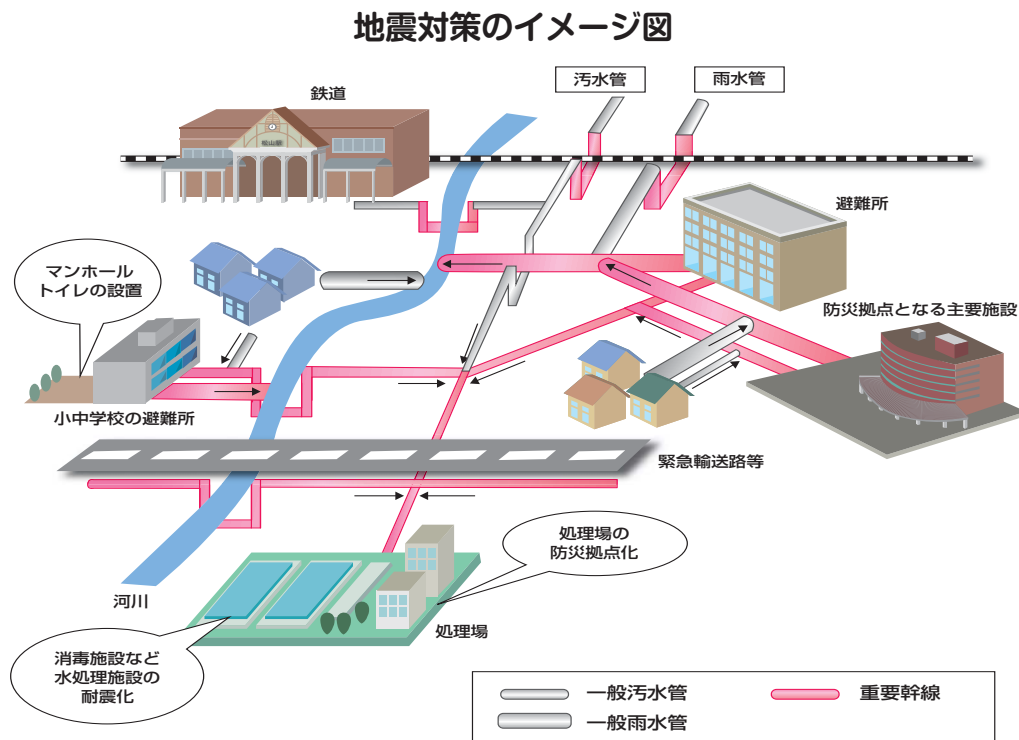 地震対策のイメージ図
汚水管
雨水管
鉄道
松山駅
避難所
マンホール
トイレの設置
防災拠点となる主要施設
小中学校の避難所
緊急輸送路等
処理場の
防災拠点化
河川
処理場
消毒施設など
水処理施設の
耐震化
一般汚水管
重要幹線
一般雨水管